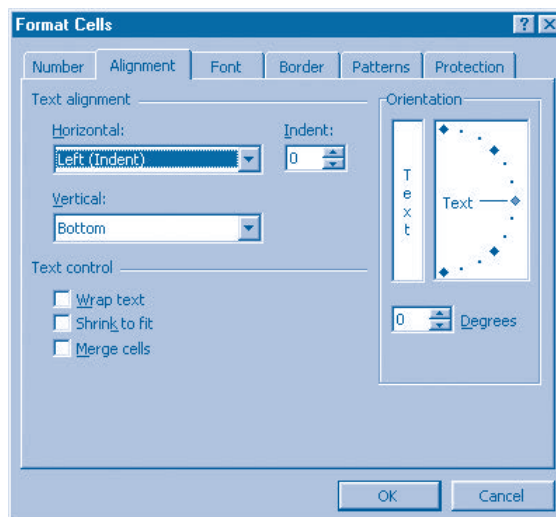 Format Cells
Number Alignment Font Border Patterns Protection
Text alignment
Horizontal: Indent:
Left (Indent) 0
Vertical:
Bottom
Text control
Wrap text
Shrink to fit
Merge cells
Orientation
Text
Text
0 Degrees
OK Cancel